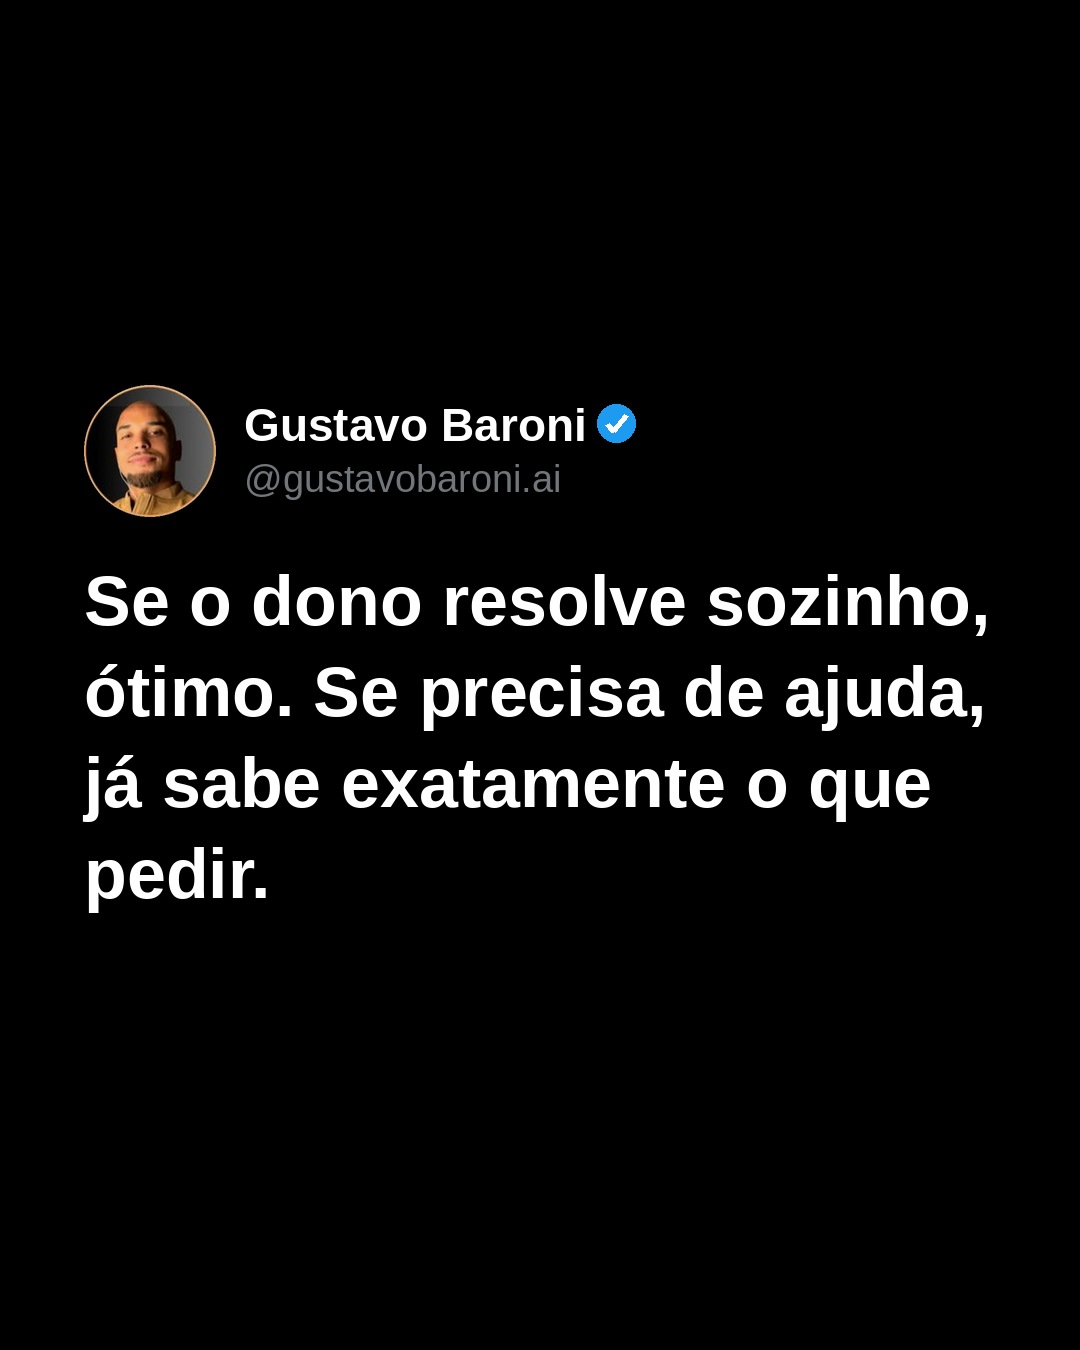 Gustavo Baroni
@gustavobaroni.ai
Se o dono resolve sozinho,
ótimo. Se precisa de ajuda,
já sabe exatamente o que
pedir.